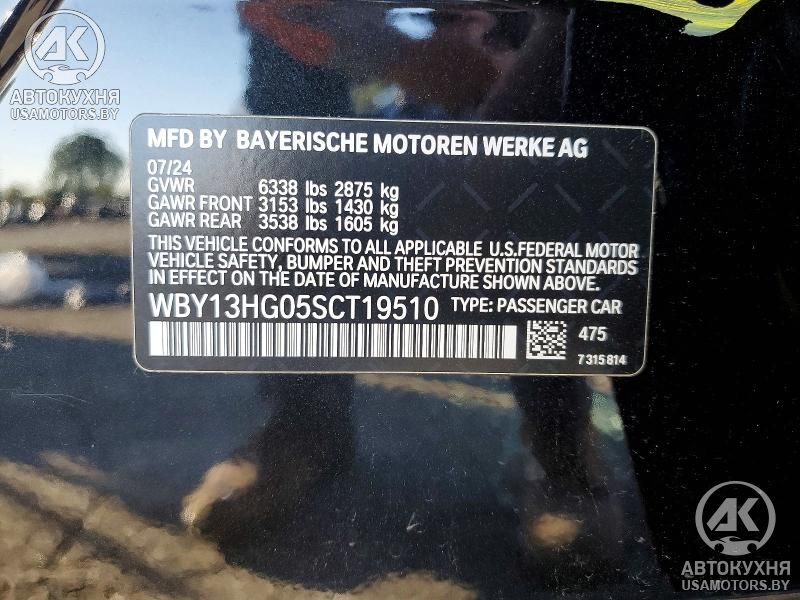 AK
АВТОКУХНЯ
USAMOTORS.BY
MFD BY BAYERISCHE MOTOREN WERKE AG
07/24
GVWR 6338 lbs 2875 kg
GAWR FRONT 3153 lbs 1430 kg
GAWR REAR 3538 lbs 1605 kg
THIS VEHICLE CONFORMS TO ALL APPLICABLE U.S.FEDERAL MOTOR
VEHICLE SAFETY, BUMPER AND THEFT PREVENTION STANDARDS
IN EFFECT ON THE DATE OF MANUFACTURE SHOWN ABOVE.
WBY13HG05SCT19510 TYPE: PASSENGER CAR
475
7 315 814
AK
АВТОКУХНЯ
USAMOTORS.BY